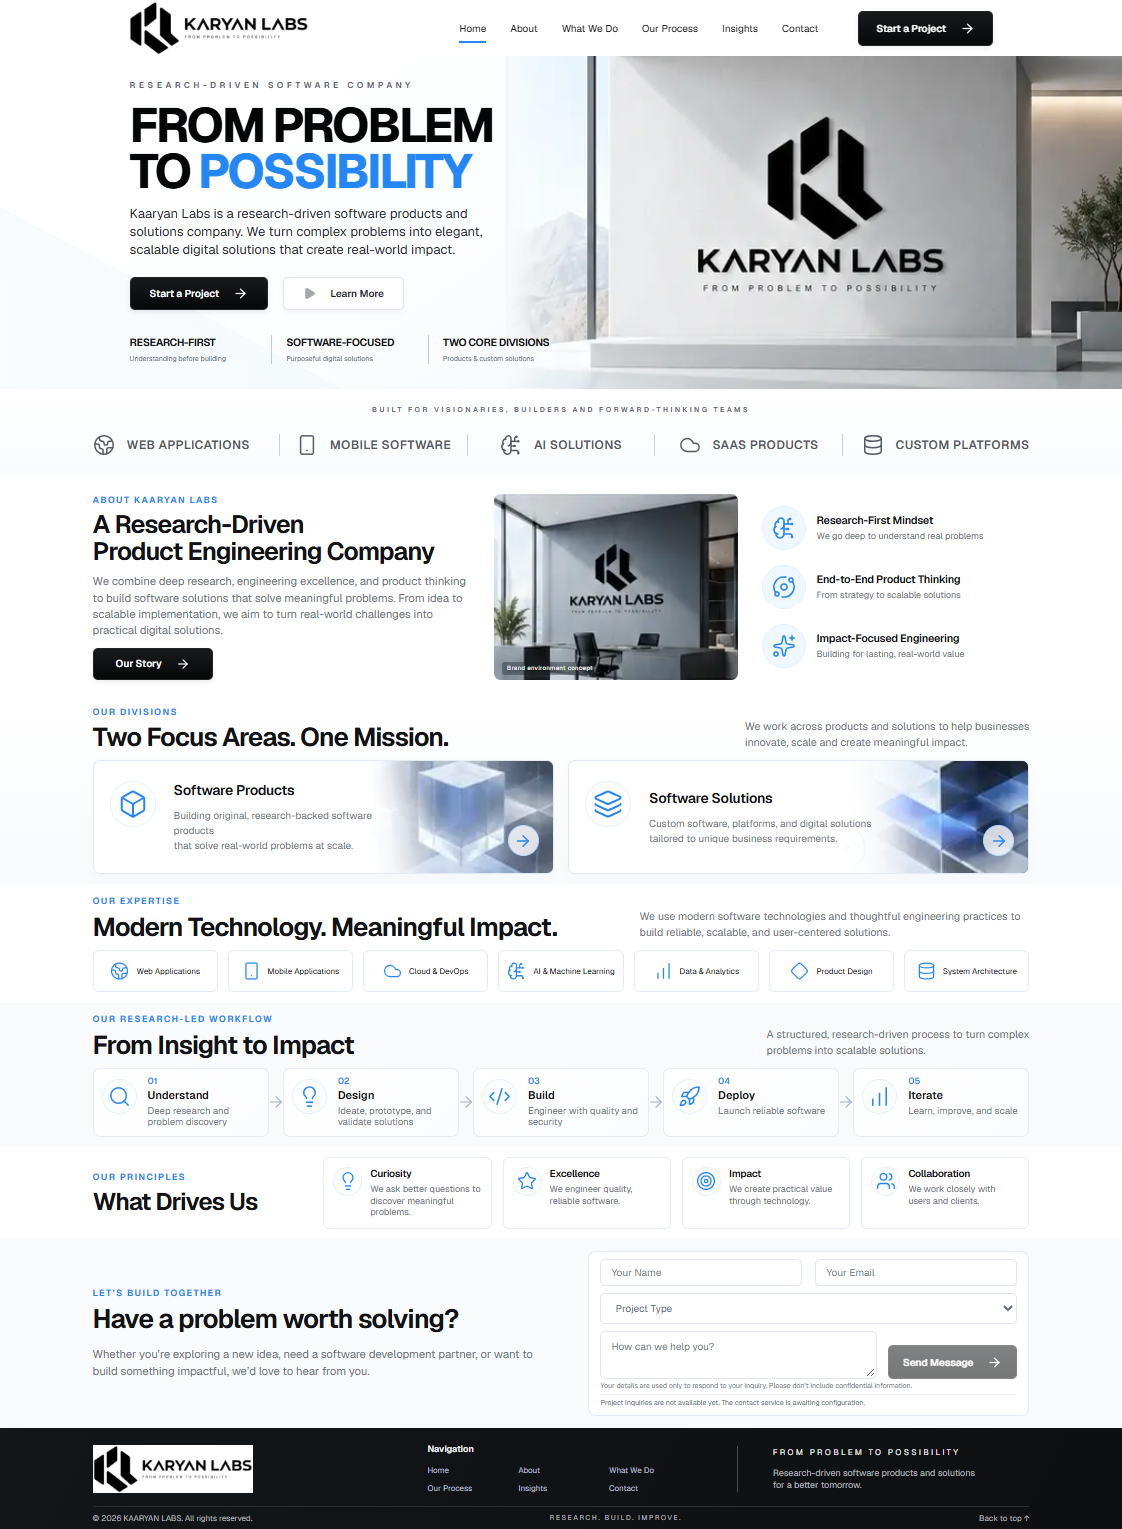 KARYAN LABS
FROM PROBLEM TO POSSIBILITY
Home
About
What We Do
Our Process
Insights
Contact
Start a Project
RESEARCH-DRIVEN SOFTWARE COMPANY
FROM PROBLEM
TO POSSIBILITY
Kaaryan Labs is a research-driven software products and
solutions company. We turn complex problems into elegant,
scalable digital solutions that create real-world impact.
Start a Project
Learn More
RESEARCH-FIRST
Understanding before building
SOFTWARE-FOCUSED
Purposeful digital solutions
TWO CORE DIVISIONS
Products & custom solutions
KARYAN LABS
FROM PROBLEM TO POSSIBILITY
BUILT FOR VISIONARIES, BUILDERS AND FORWARD-THINKING TEAMS
WEB APPLICATIONS
MOBILE SOFTWARE
AI SOLUTIONS
SAAS PRODUCTS
CUSTOM PLATFORMS
ABOUT KAARYAN LABS
A Research-Driven
Product Engineering Company
We combine deep research, engineering excellence, and product thinking
to build software solutions that solve meaningful problems. From idea to
scalable implementation, we aim to turn real-world challenges into
practical digital solutions.
Our Story
KARYAN LABS
FROM PROBLEM TO POSSIBILITY
Brand environment concept
Research-First Mindset
We go deep to understand real problems
End-to-End Product Thinking
From strategy to scalable solutions
Impact-Focused Engineering
Building for lasting, real-world value
OUR DIVISIONS
Two Focus Areas. One Mission.
We work across products and solutions to help businesses
innovate, scale and create meaningful impact.
Software Products
Building original, research-backed software
products
that solve real-world problems at scale.
Software Solutions
Custom software, platforms, and digital solutions
tailored to unique business requirements.
OUR EXPERTISE
Modern Technology. Meaningful Impact.
We use modern software technologies and thoughtful engineering practices to
build reliable, scalable, and user-centered solutions.
Web Applications
Mobile Applications
Cloud & DevOps
AI & Machine Learning
Data & Analytics
Product Design
System Architecture
OUR RESEARCH-LED WORKFLOW
From Insight to Impact
A structured, research-driven process to turn complex
problems into scalable solutions.
01
Understand
Deep research and
problem discovery
02
Design
Ideate, prototype, and
validate solutions
03
Build
Engineer with quality and
security
04
Deploy
Launch reliable software
05
Iterate
Learn, improve, and scale
OUR PRINCIPLES
What Drives Us
Curiosity
We ask better questions to
discover meaningful
problems.
Excellence
We engineer quality,
reliable software.
Impact
We create practical value
through technology.
Collaboration
We work closely with
users and clients.
LET'S BUILD TOGETHER
Have a problem worth solving?
Whether you're exploring a new idea, need a software development partner, or want to
build something impactful, we'd love to hear from you.
Your Name
Your Email
Project Type
How can we help you?
Send Message
Your details are used only to respond to your inquiry. Please don't include confidential information.
Project inquiries are not available yet. The contact service is awaiting configuration.
KARYAN LABS
FROM PROBLEM TO POSSIBILITY
Navigation
Home
About
What We Do
Our Process
Insights
Contact
FROM PROBLEM TO POSSIBILITY
Research-driven software products and solutions
for a better tomorrow.
© 2026 KAARYAN LABS. All rights reserved.
RESEARCH. BUILD. IMPROVE.
Back to top ↑